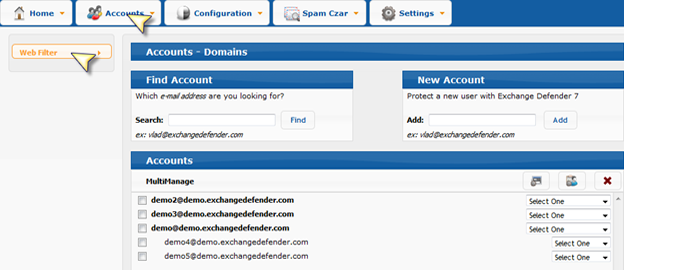 Home Accounts Configuration Spam Czar Settings
Web Filter
Accounts - Domains
Find Account
Which e-mail address are you looking for?
Search: Find
ex: vlad@exchangedefender.com
New Account
Protect a new user with Exchange Defender 7
Add: Add
ex: vlad@exchangedefender.com
Accounts
MultiManage
demo2@demo.exchangedefender.com Select One
demo3@demo.exchangedefender.com Select One
demo@demo.exchangedefender.com Select One
demo4@demo.exchangedefender.com Select One
demo5@demo.exchangedefender.com Select One